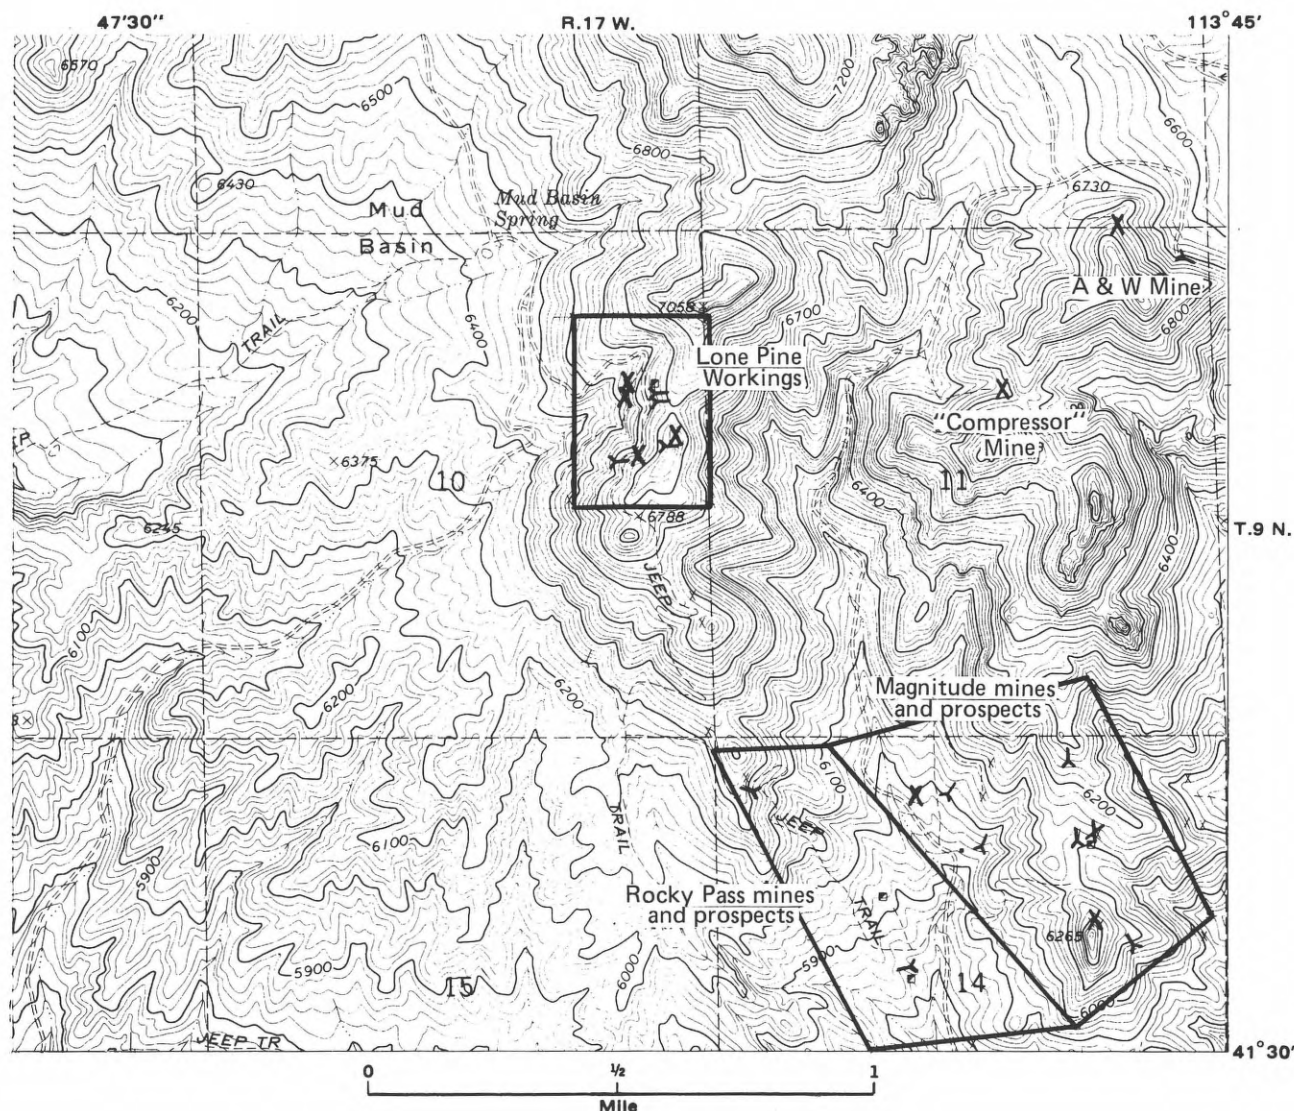 47'30"
R.17 W.
113°45'
6570
6500
7200
6600
6800
6430
Mud Basin
Spring
Mud
Basin
6730
A & W Mine
6200
TRAIL
6400
7058
6700
6800
Lone Pine
Workings
"Compressor"
Mine
×6375
10
6400
11
6245
×6788
T.9 N.
6400
JEEP
6100
6200
6200
Magnitude mines
and prospects
6100
6200
JEEP
TRAIL
6100
5900
Rocky Pass mines
and prospects
TRAIL
6265
5900
5900
6000
15
14
6000
JEEP TR
41°30'
0
½
1
Mile